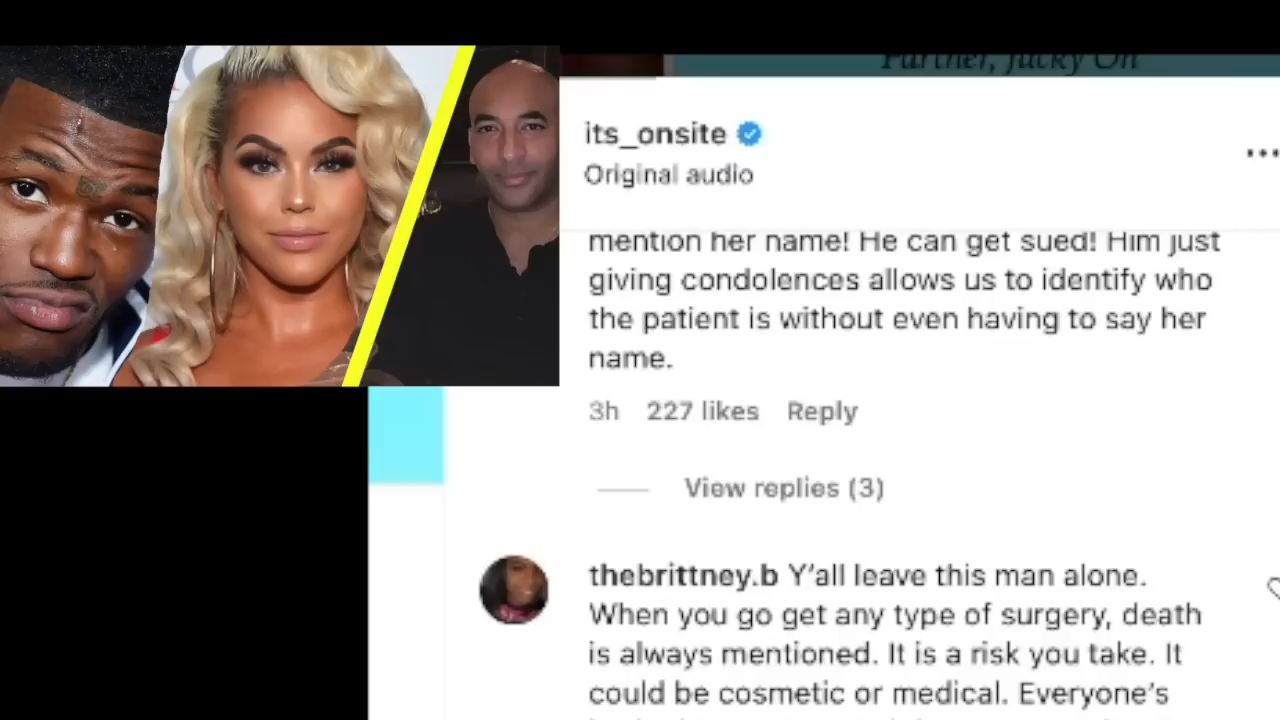 Partner, Jacky Oh
its_onsite
Original audio
mention her name! He can get sued! Him just
giving condolences allows us to identify who
the patient is without even having to say her
name.
3h 227 likes Reply
View replies (3)
thebrittney.b Y'all leave this man alone.
When you go get any type of surgery, death
is always mentioned. It is a risk you take. It
could be cosmetic or medical. Everyone's